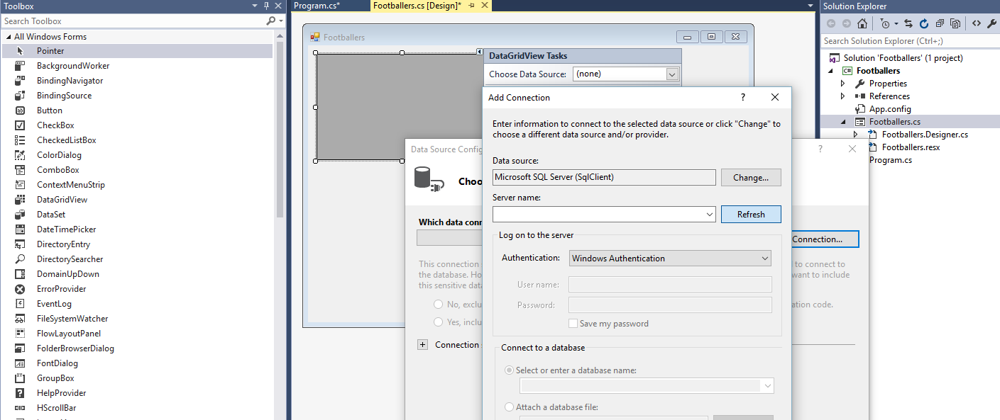 Toolbox
Search Toolbox
All Windows Forms
Pointer
BackgroundWorker
BindingNavigator
BindingSource
Button
CheckBox
CheckedListBox
ColorDialog
ComboBox
ContextMenuStrip
DataGridView
DataSet
DateTimePicker
DirectoryEntry
DirectorySearcher
DomainUpDown
ErrorProvider
EventLog
FileSystemWatcher
FlowLayoutPanel
FolderBrowserDialog
FontDialog
GroupBox
HelpProvider
HScrollBar
Program.cs*
Footballers.cs [Design]*
Footballers
DataGridView Tasks
Choose Data Source:
(none)
Data Source Config
Choo
Which data conn
This connection s
the database. Ho
this sensitive data
No, exclu
Yes, inclu
Connection s
Connection...
d to connect to
want to include
ation code.
Add Connection
?
Enter information to connect to the selected data source or click "Change" to
choose a different data source and/or provider.
Data source:
Microsoft SQL Server (SqlClient)
Change...
Server name:
Refresh
Log on to the server
Authentication:
Windows Authentication
User name:
Password:
Save my password
Connect to a database
Select or enter a database name:
Attach a database file:
?
Solution Explorer
Search Solution Explorer (Ctrl+;)
Solution 'Footballers' (1 project)
C# Footballers
Properties
References
App.config
Footballers.cs
Footballers.Designer.cs
Footballers.resx
Program.cs